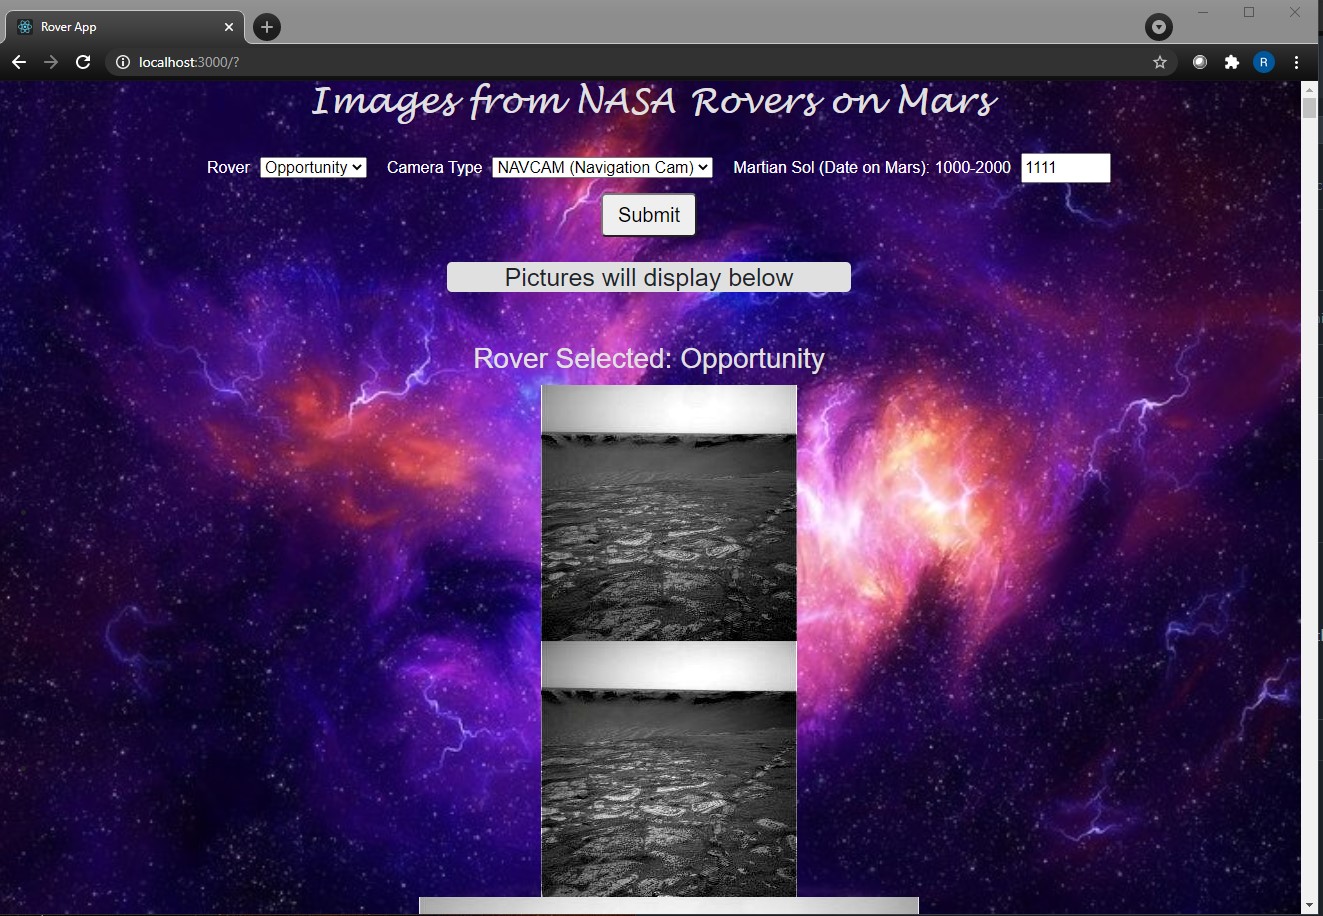 Rover App
localhost:3000/?
R
Images from NASA Rovers on Mars
Rover Opportunity Camera Type NAVCAM (Navigation Cam) Martian Sol (Date on Mars): 1000-2000 1111
Submit
Pictures will display below
Rover Selected: Opportunity